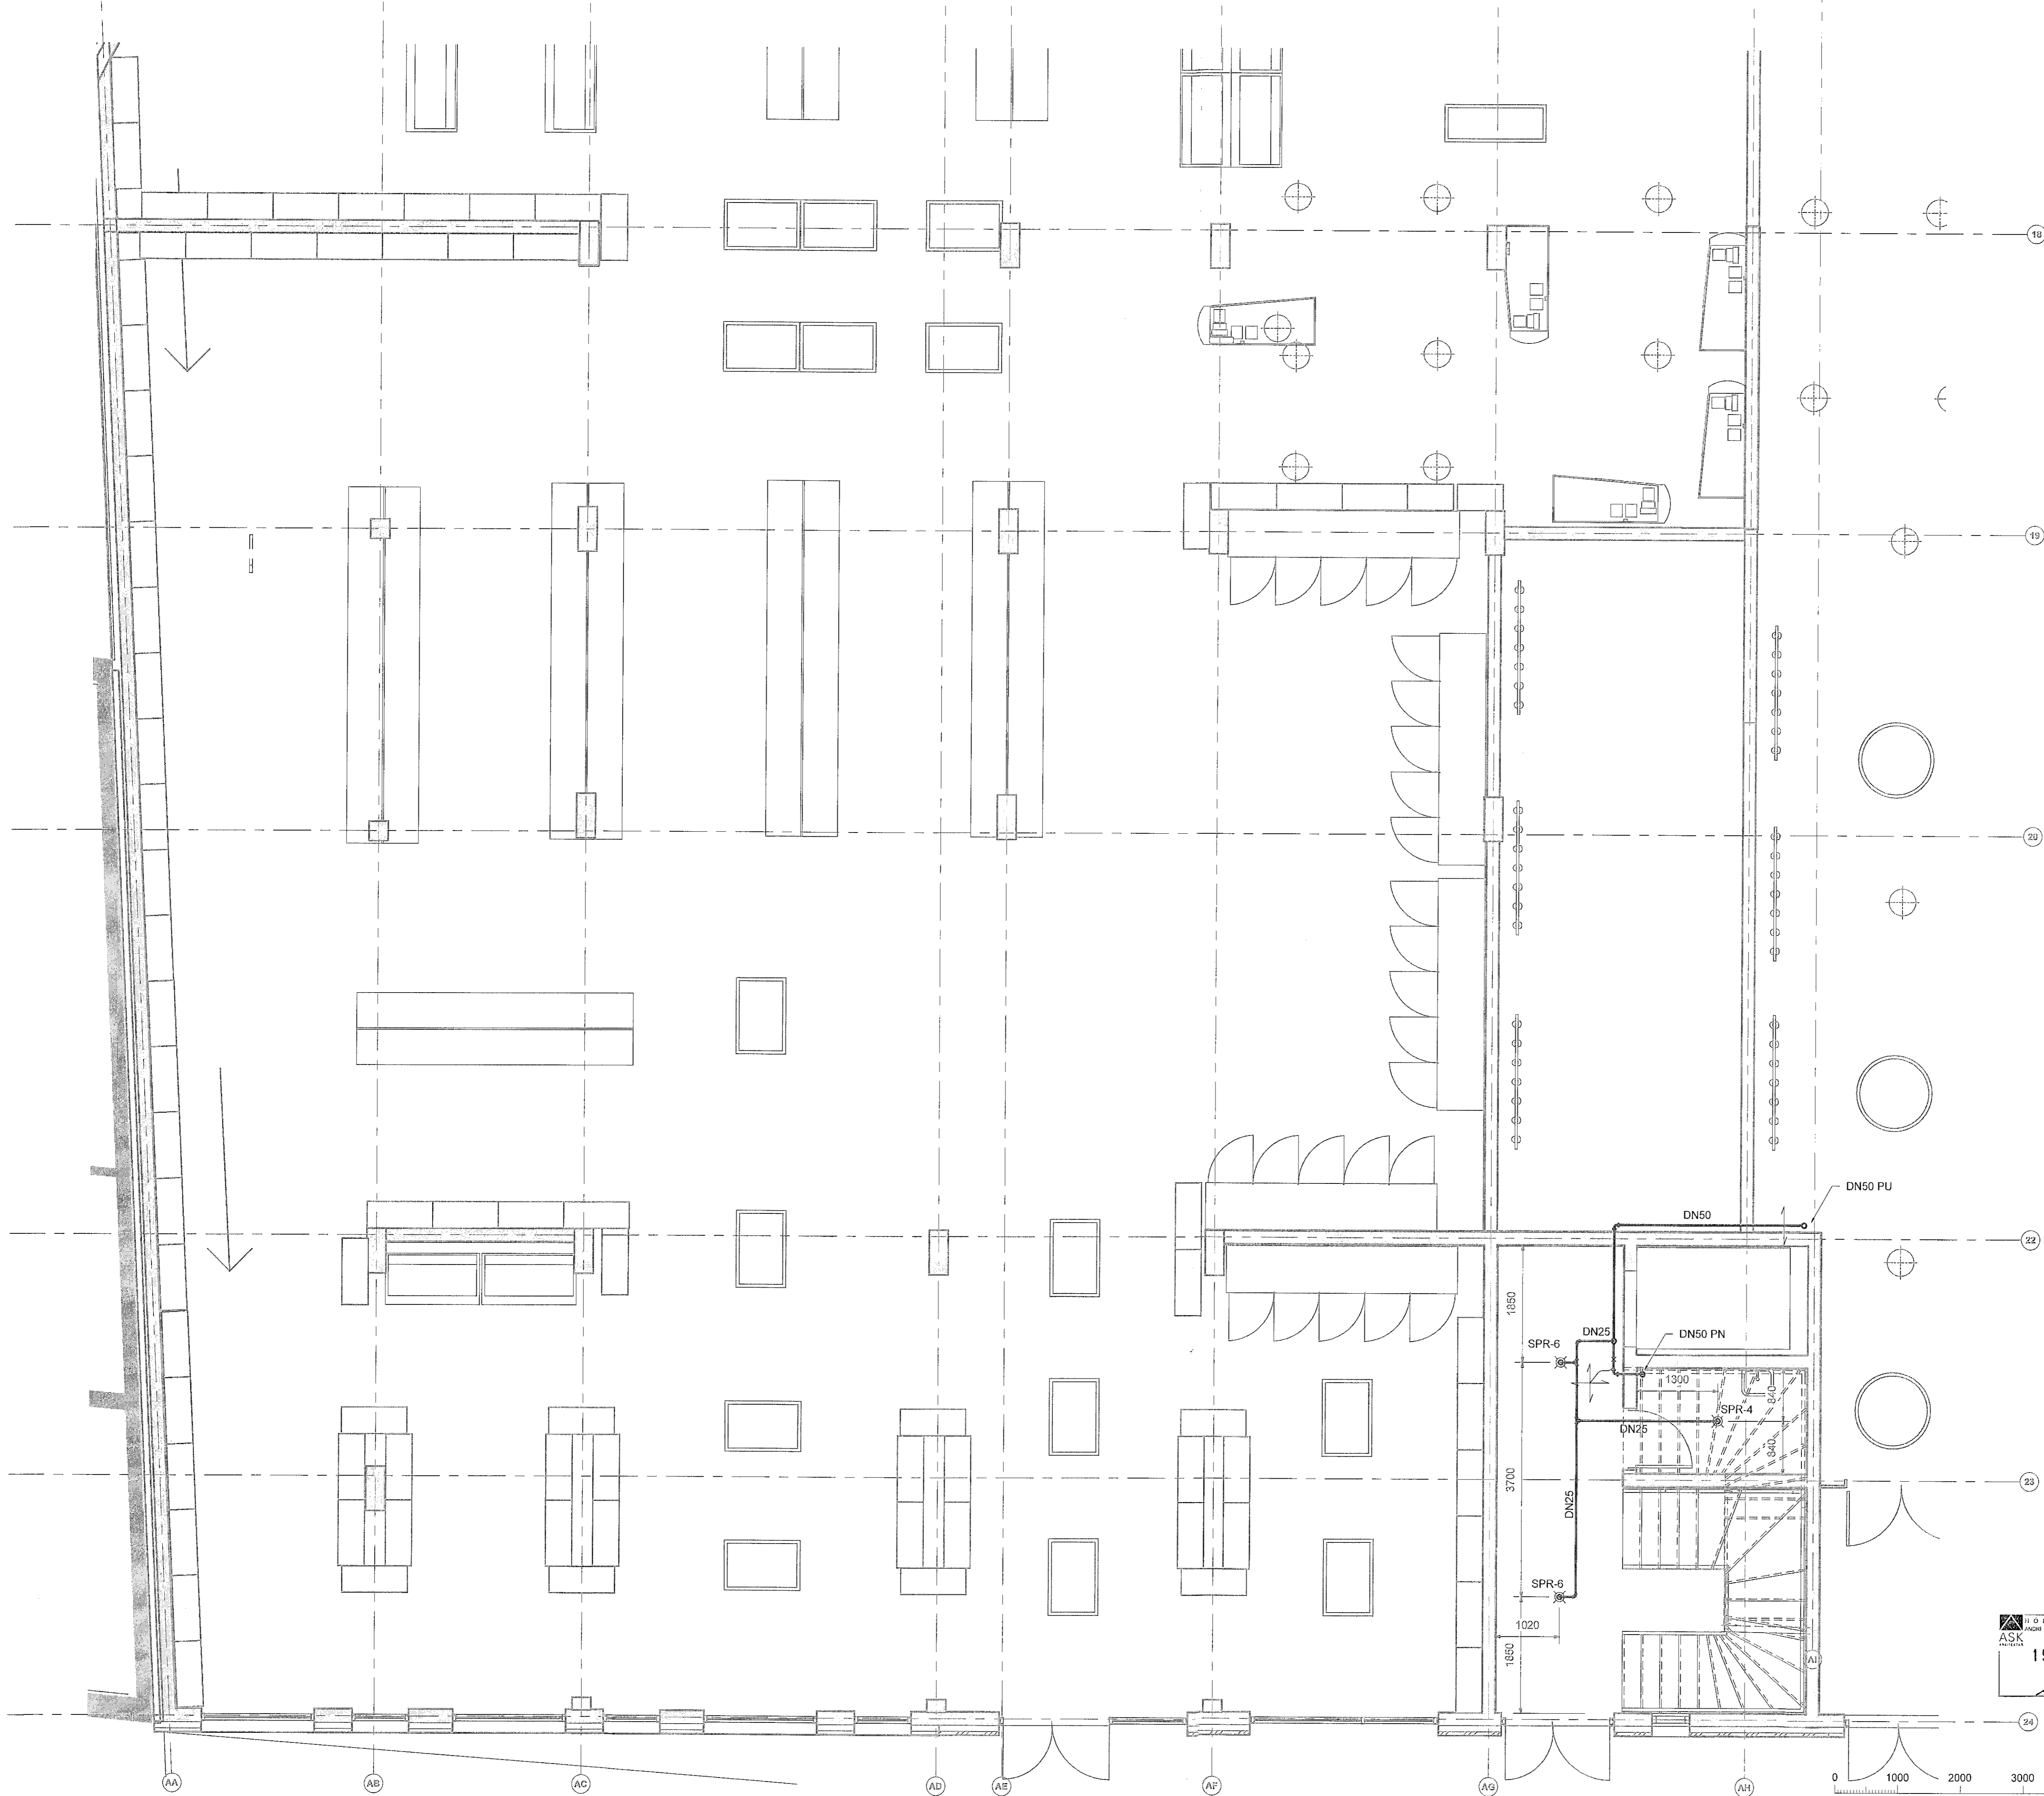 18
19
20
DN50 PU
DN50
22
1850
DN25
DN50 PN
SPR-6
1300
840
SPR-4
DN25
840
3700
23
DN25
SPR-6
1020
1850
ASK
AI
24
AA
AB
AC
AD
AE
AF
AG
AH
0 1000 2000 3000